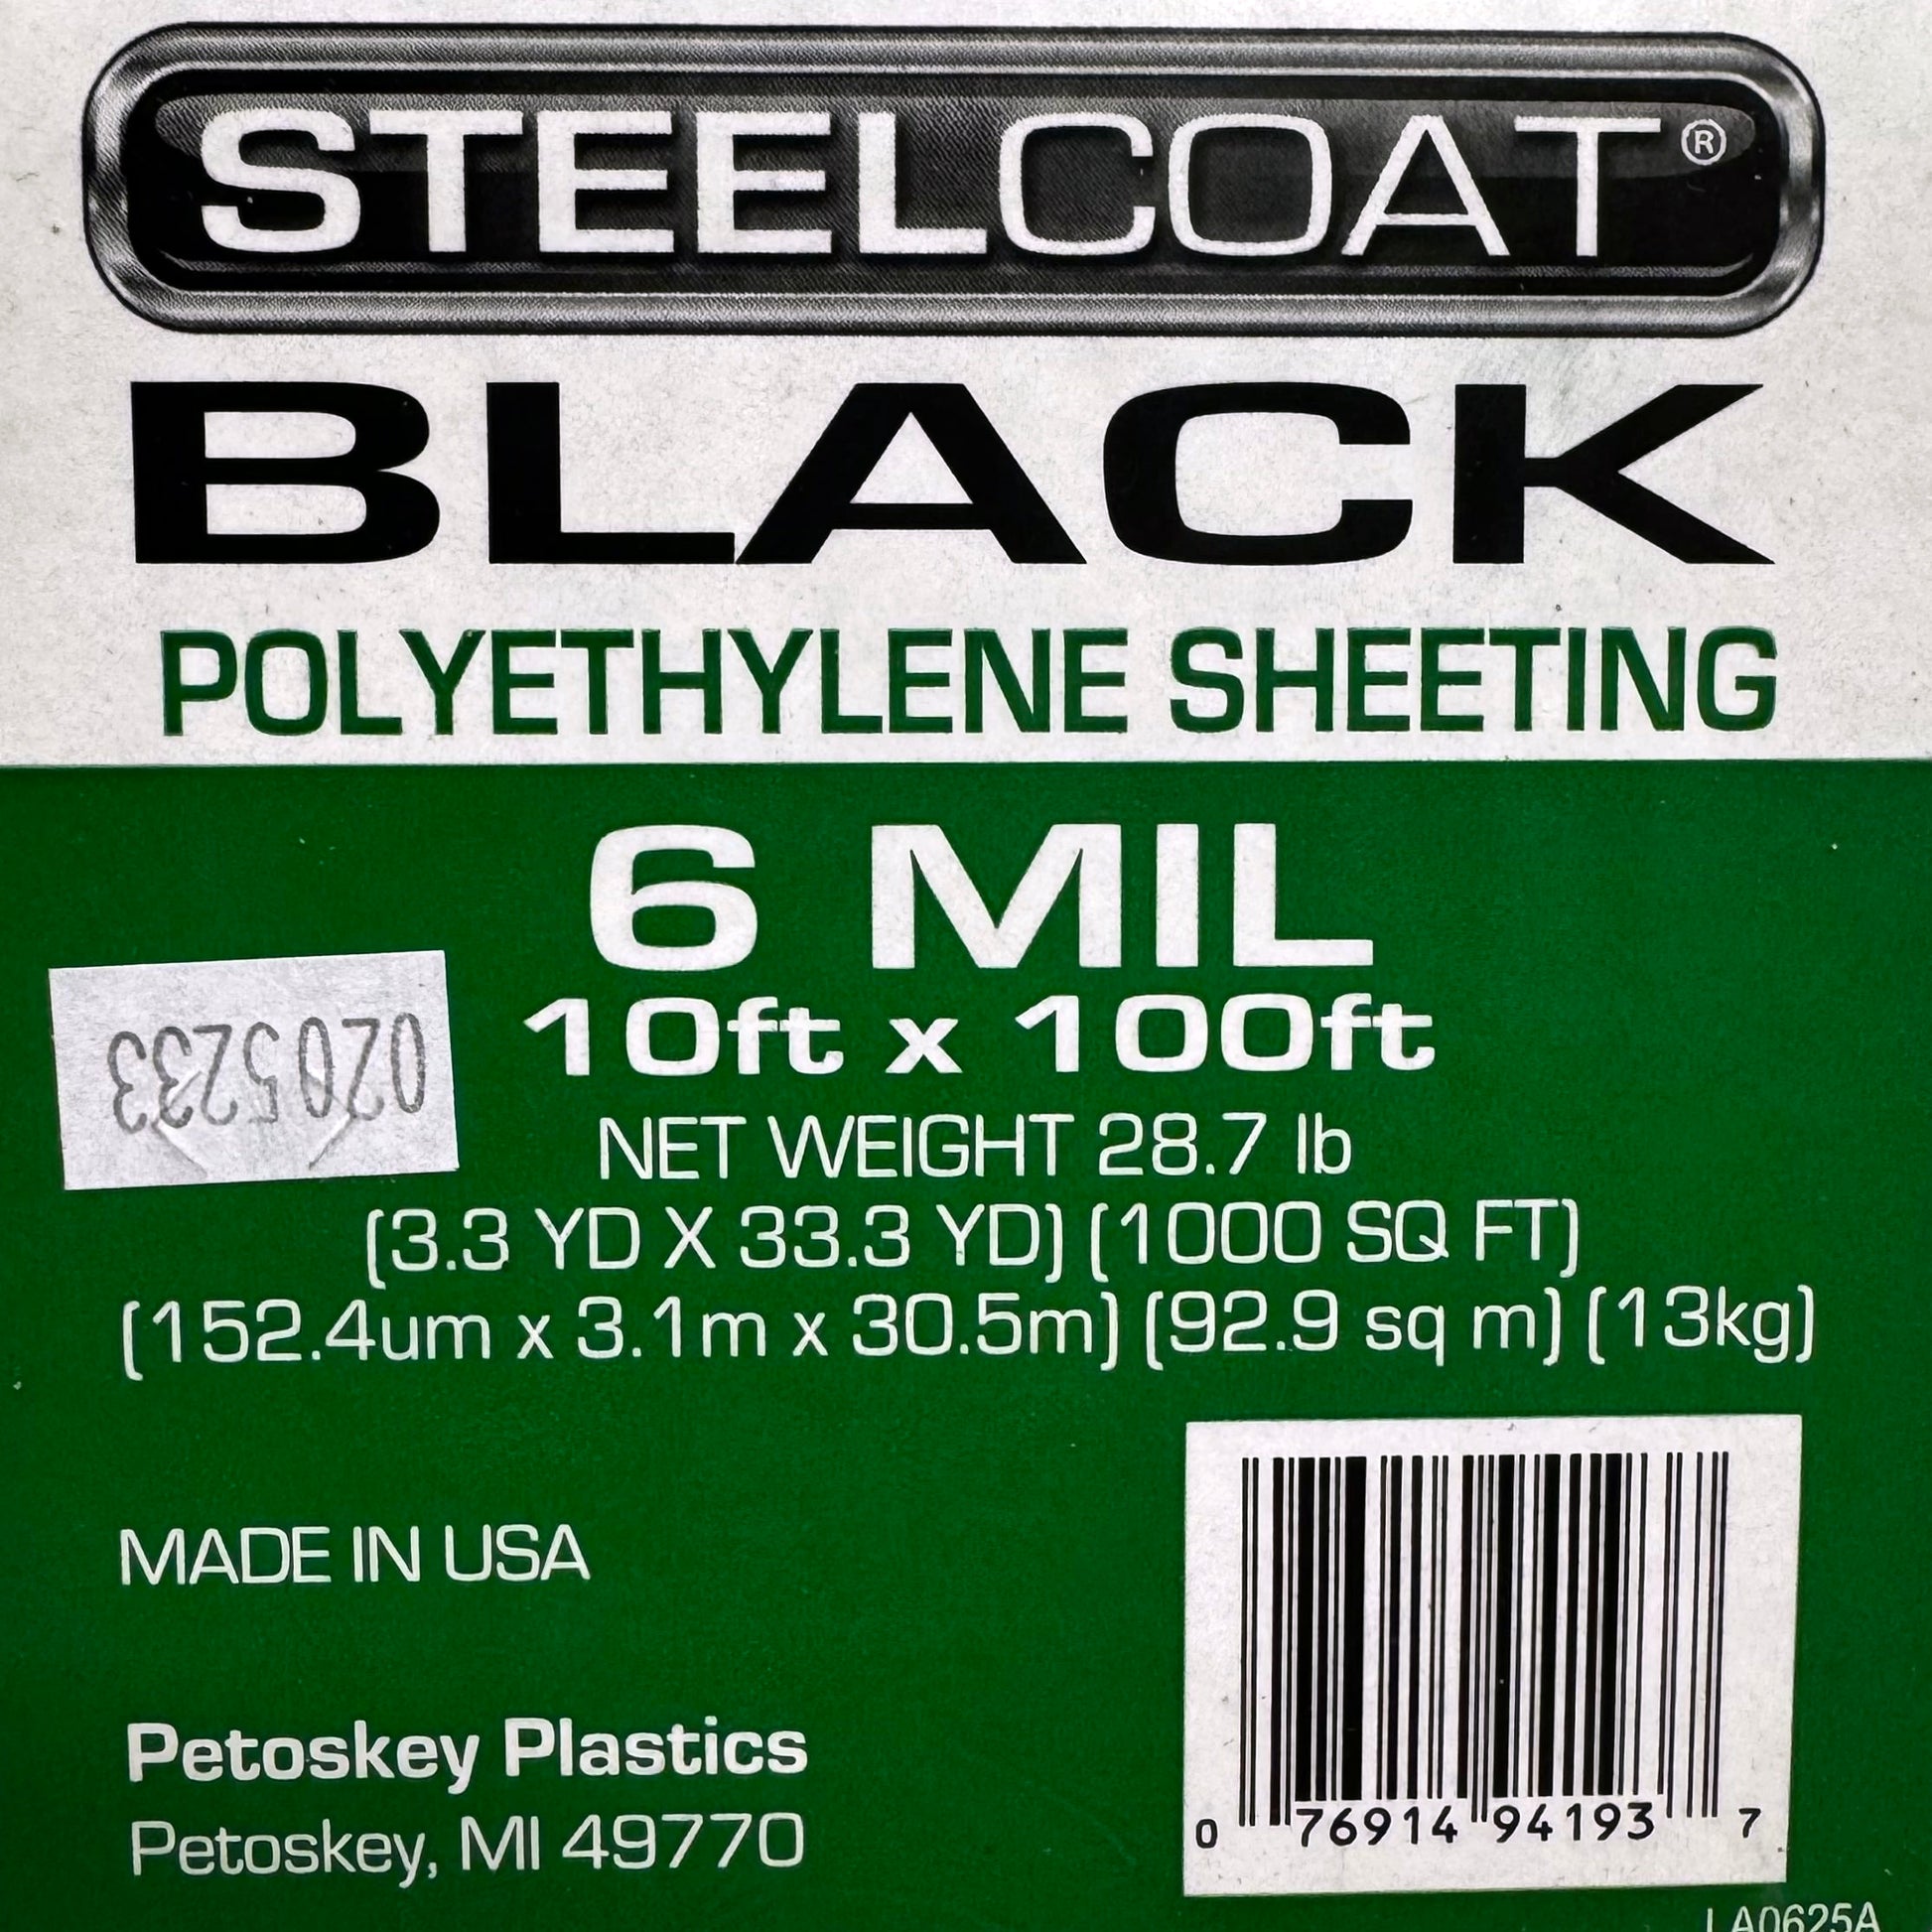 STEELCOAT®
BLACK
POLYETHYLENE SHEETING
6 MIL
10ft x 100ft
0205233
NET WEIGHT 28.7 lb
(3.3 YD X 33.3 YD) (1000 SQ FT)
(152.4um x 3.1m x 30.5m) (92.9 sq m) (13kg)
MADE IN USA
Petoskey Plastics
Petoskey, MI 49770
0 76914 94193 7
LA0625A